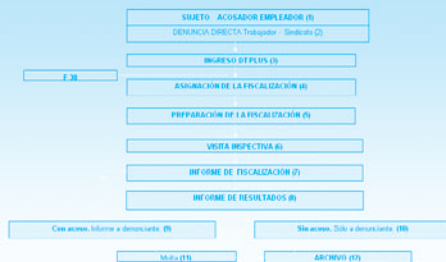 SUJETO ACOSADOR EMPLEADOR (1)
DENUNCIA DIRECTA Trabajador - Sindicato (2)
INGRESO DT PLUS (3)
F 30
ASIGNACIÓN DE LA FISCALIZACIÓN (4)
PREPARACIÓN DE LA FISCALIZACIÓN (5)
VISITA INSPECTIVA (6)
INFORME DE FISCALIZACIÓN (7)
INFORME DE RESULTADOS (8)
Con acoso. Informe a denunciante (9)
Sin acoso. Sólo a denunciante (10)
Multa (11)
ARCHIVO (12)